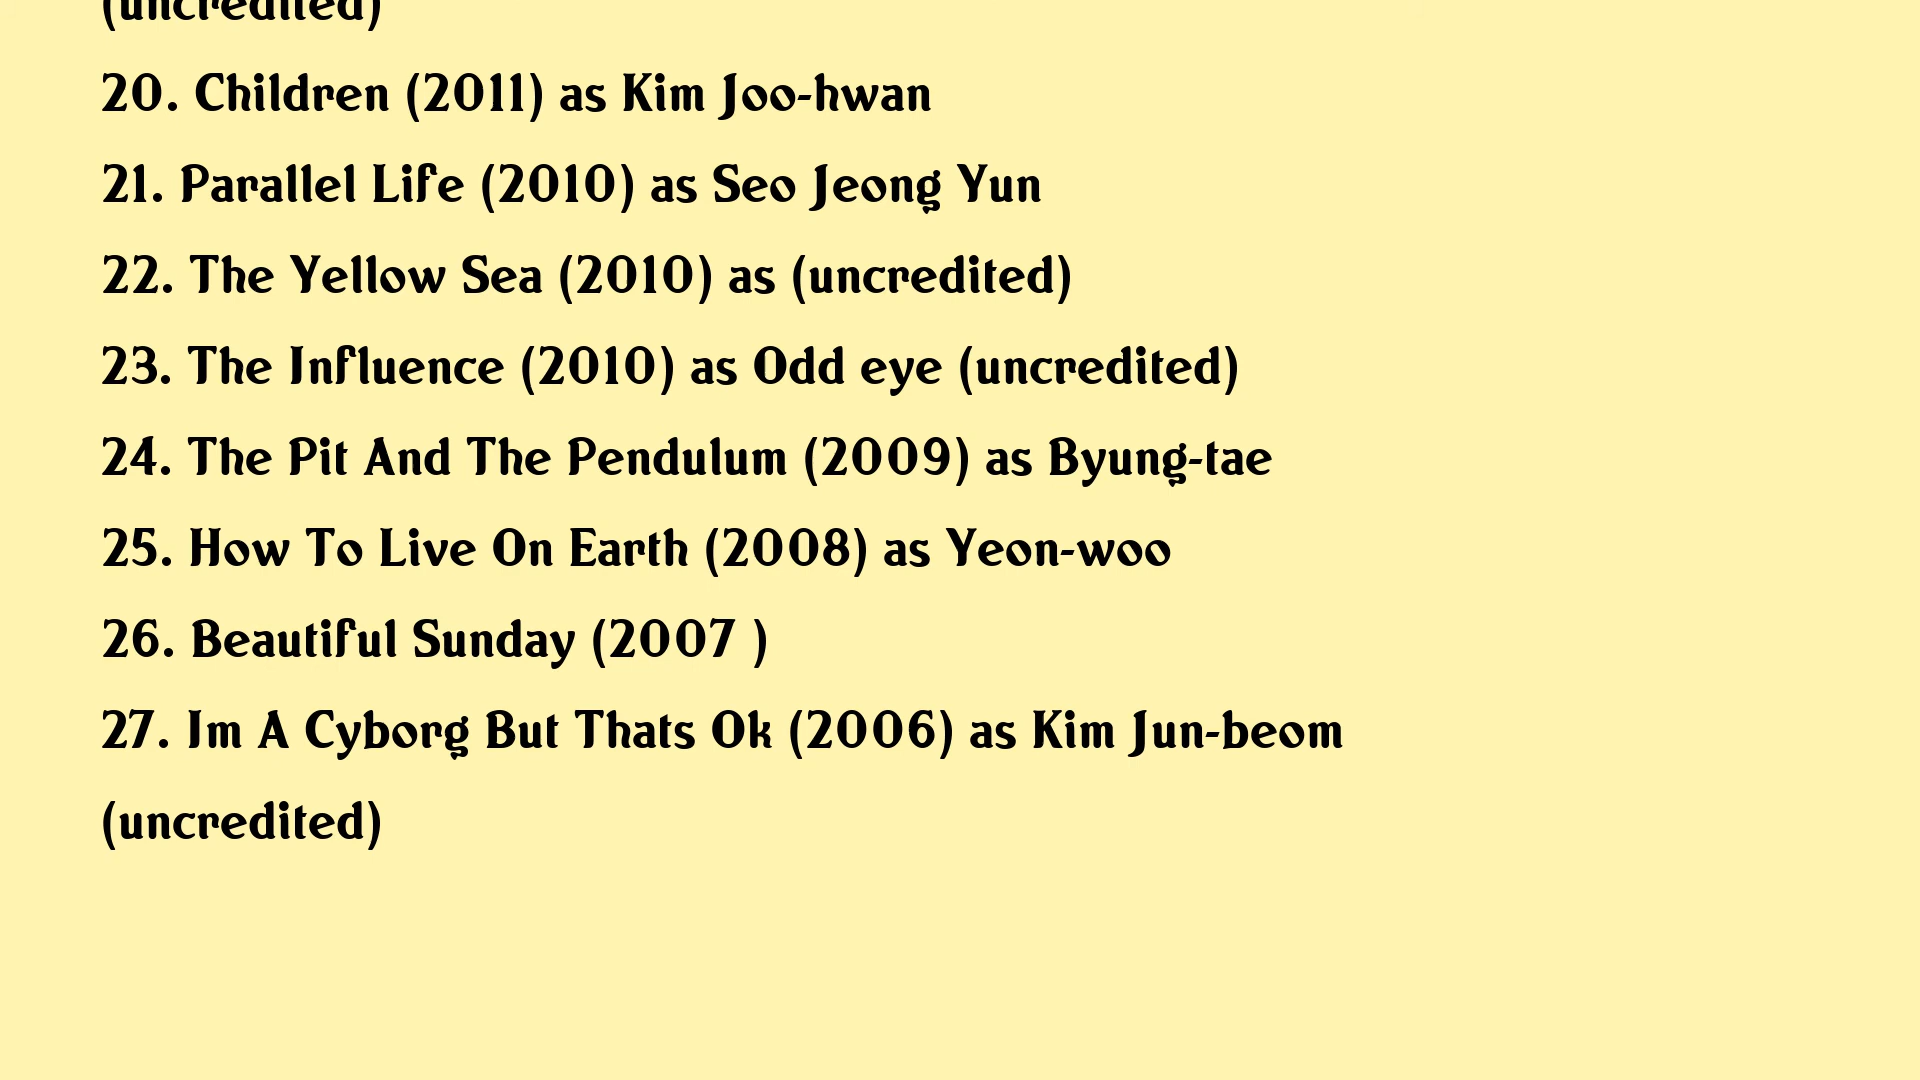 (uncredited)
20. Children (2011) as Kim Joo-hwan
21. Parallel Life (2010) as Seo Jeong Yun
22. The Yellow Sea (2010) as (uncredited)
23. The Influence (2010) as Odd eye (uncredited)
24. The Pit And The Pendulum (2009) as Byung-tae
25. How To Live On Earth (2008) as Yeon-woo
26. Beautiful Sunday (2007 )
27. Im A Cyborg But Thats Ok (2006) as Kim Jun-beom
(uncredited)